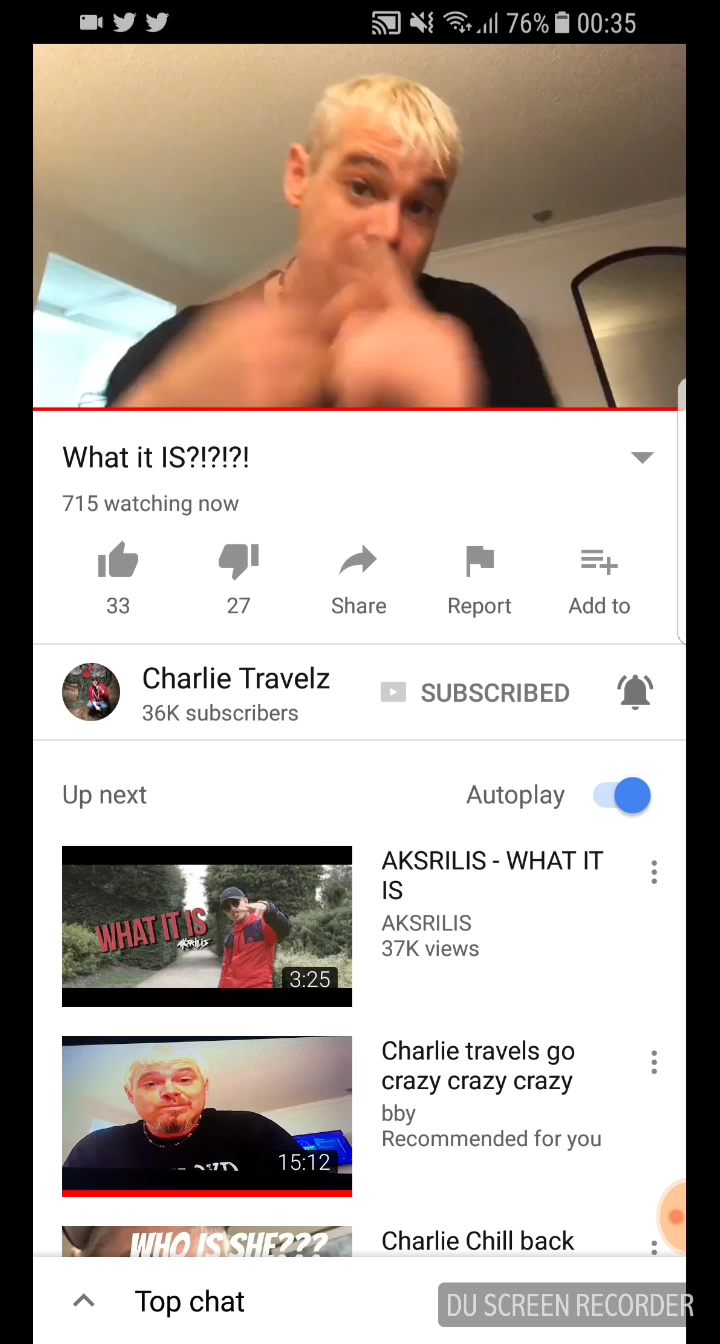 76% 00:35
What it IS?!?!?!
715 watching now
33
27
Share
Report
Add to
Charlie Travelz
36K subscribers
SUBSCRIBED
Up next
Autoplay
WHAT IT IS
AKSRILIS
3:25
AKSRILIS - WHAT IT
IS
AKSRILIS
37K views
15:12
Charlie travels go
crazy crazy crazy
bby
Recommended for you
WHO IS SHE???
Charlie Chill back
Top chat
DU SCREEN RECORDER